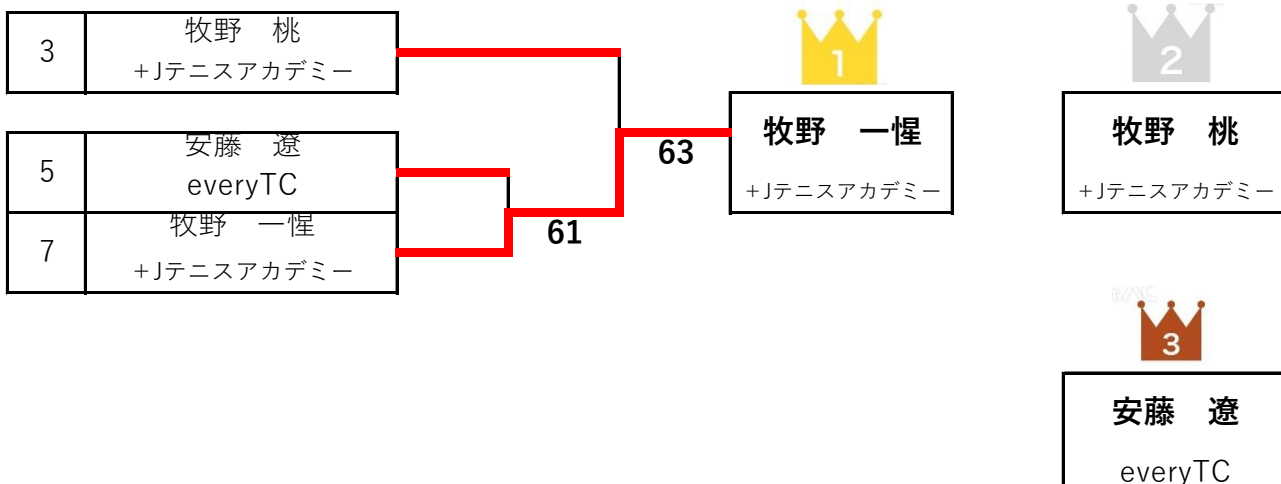 3
牧野　桃
+Jテニスアカデミー
5
安藤　遼
everyTC
7
牧野　一惺
+Jテニスアカデミー
61
63
1
牧野　一惺
+Jテニスアカデミー
2
牧野　桃
+Jテニスアカデミー
3
安藤　遼
everyTC